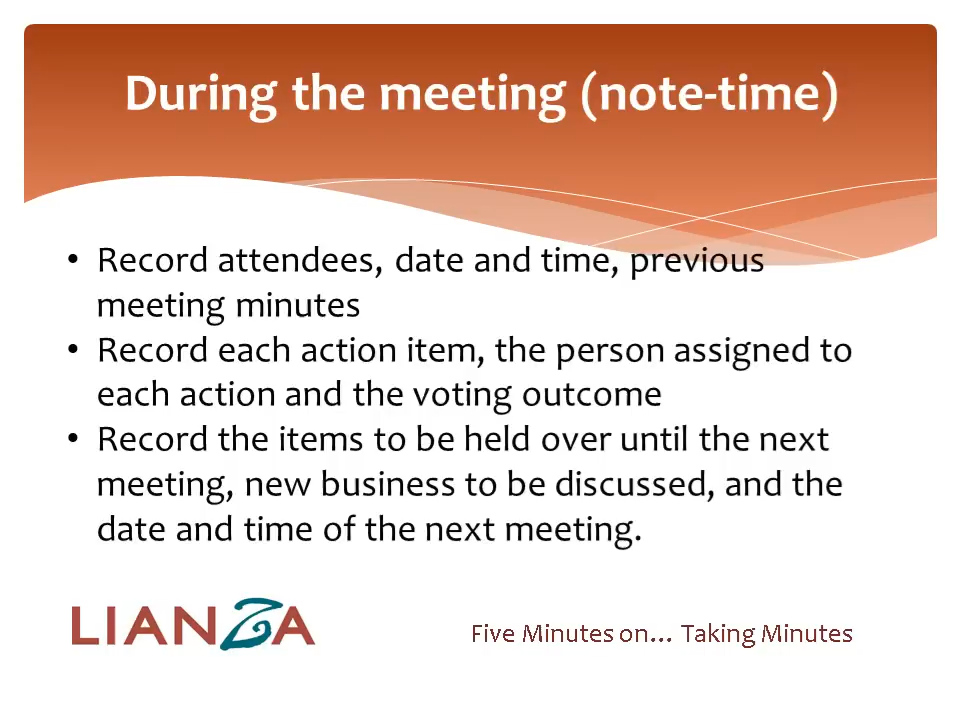 During the meeting (note-time)
• Record attendees, date and time, previous
meeting minutes
• Record each action item, the person assigned to
each action and the voting outcome
• Record the items to be held over until the next
meeting, new business to be discussed, and the
date and time of the next meeting.
LIANZA
Five Minutes on... Taking Minutes